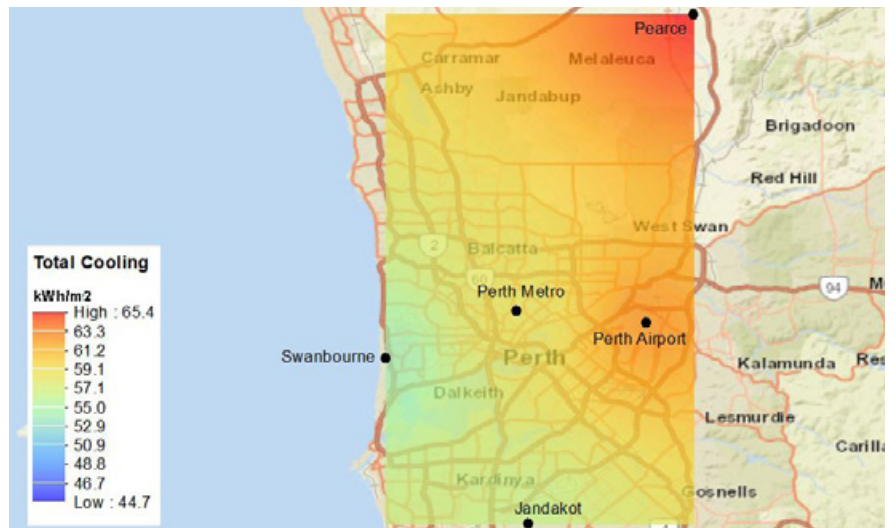 Pearce
Carramar
Melaleuca
Ashby
Jandabup
Brigadoon
Red Hill
West Swan
2
Balcatta
60
94
Total Cooling
kWh/m2
High : 65.4
63.3
61.2
59.1
57.1
55.0
52.9
50.9
48.8
46.7
Low : 44.7
Perth Metro
Perth Airport
Swanbourne
Perth
Kalamunda
Dalkeith
Lesmurdie
Kardinya
Gosnells
Jandakot